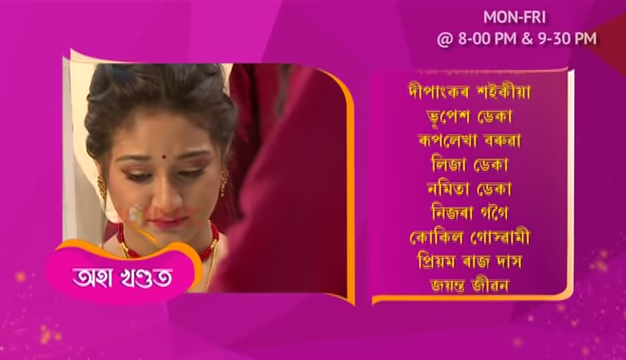 MON-FRI
@ 8-00 PM & 9-30 PM
দীপাংকৰ শইকীয়া
ভূপেশ ডেকা
ৰূপলেখা বৰুৱা
লিজা ডেকা
নমিতা ডেকা
নিজৰা গগৈ
কোকিল গোস্বামী
প্ৰিয়ম ৰাজ দাস
জয়ন্ত জীৱন
অহা খণ্ডত